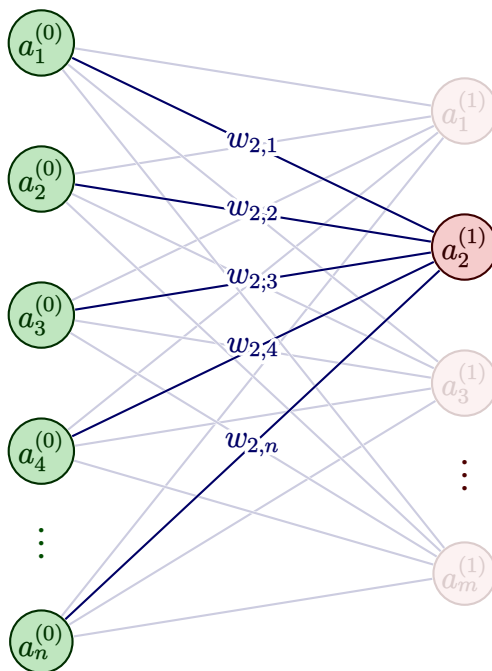 a_1^{(0)}
a_2^{(0)}
a_3^{(0)}
a_4^{(0)}
⋮
a_n^{(0)}
w_{2,1}
w_{2,2}
w_{2,3}
w_{2,4}
w_{2,n}
a_1^{(1)}
a_2^{(1)}
a_3^{(1)}
⋮
a_m^{(1)}